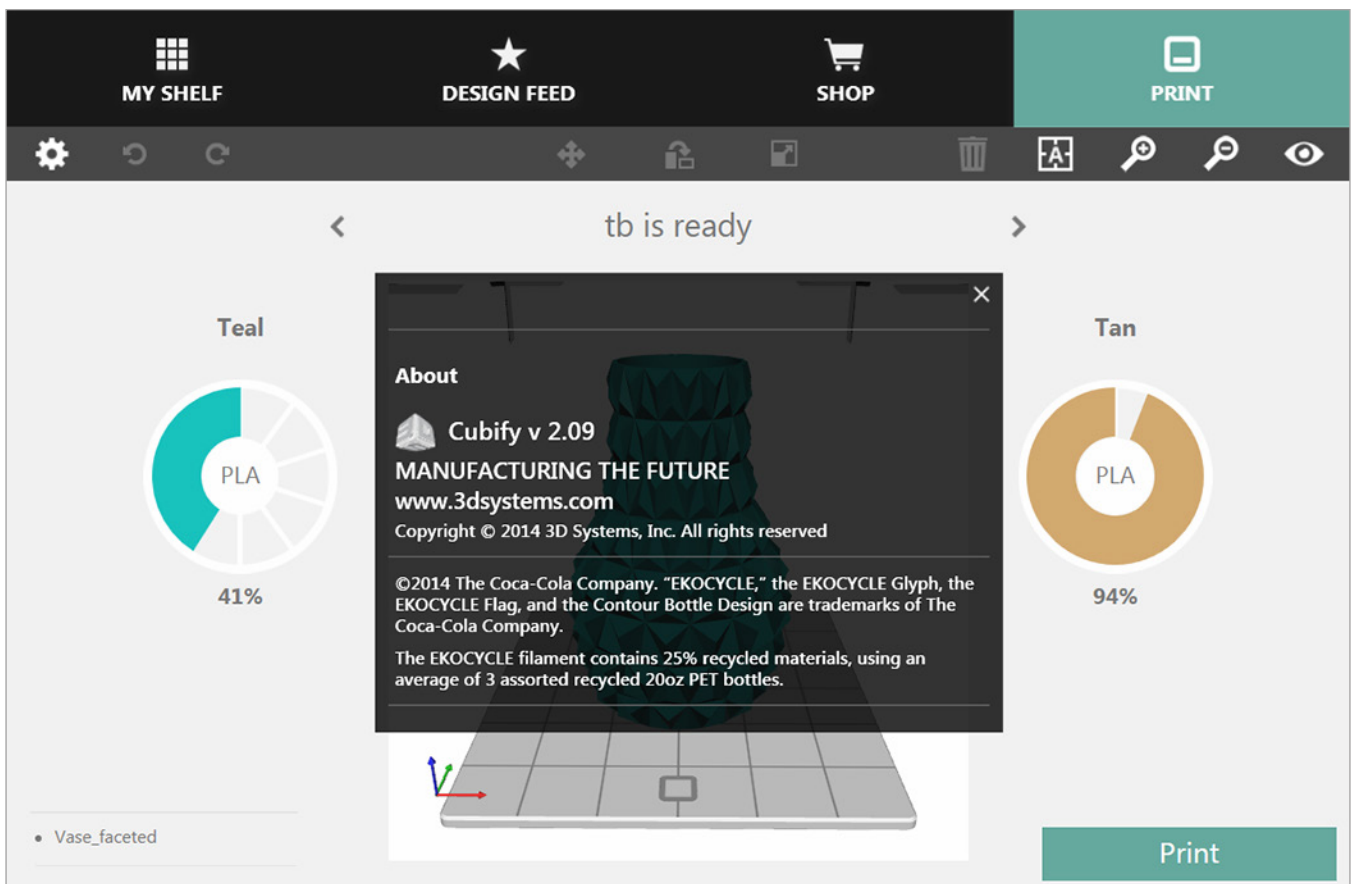 MY SHELF
DESIGN FEED
SHOP
PRINT
A
tb is ready
Teal
PLA
41%
Tan
PLA
94%
About
Cubify v 2.09
MANUFACTURING THE FUTURE
www.3dsystems.com
Copyright © 2014 3D Systems, Inc. All rights reserved
©2014 The Coca-Cola Company. “EKOCYCLE,” the EKOCYCLE Glyph, the
EKOCYCLE Flag, and the Contour Bottle Design are trademarks of The
Coca-Cola Company.
The EKOCYCLE filament contains 25% recycled materials, using an
average of 3 assorted recycled 20oz PET bottles.
• Vase_faceted
Print